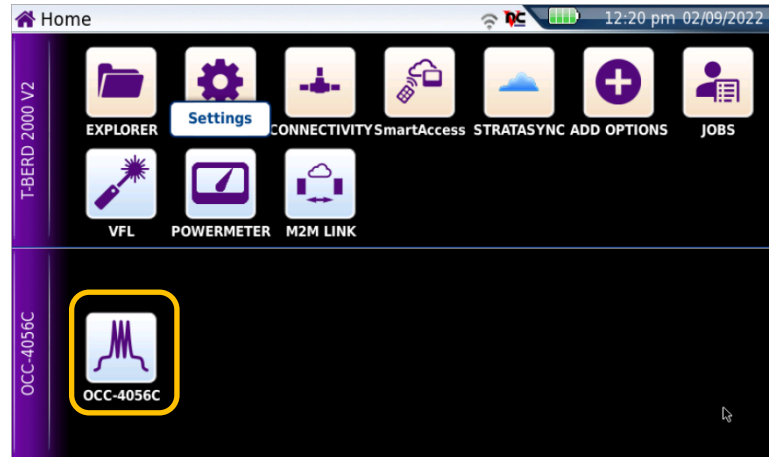 Home
12:20 pm 02/09/2022
T-BERD 2000 V2
EXPLORER
Settings
CONNECTIVITY
SmartAccess
STRATASYNC
ADD OPTIONS
JOBS
VFL
POWERMETER
M2M LINK
OCC-4056C
OCC-4056C